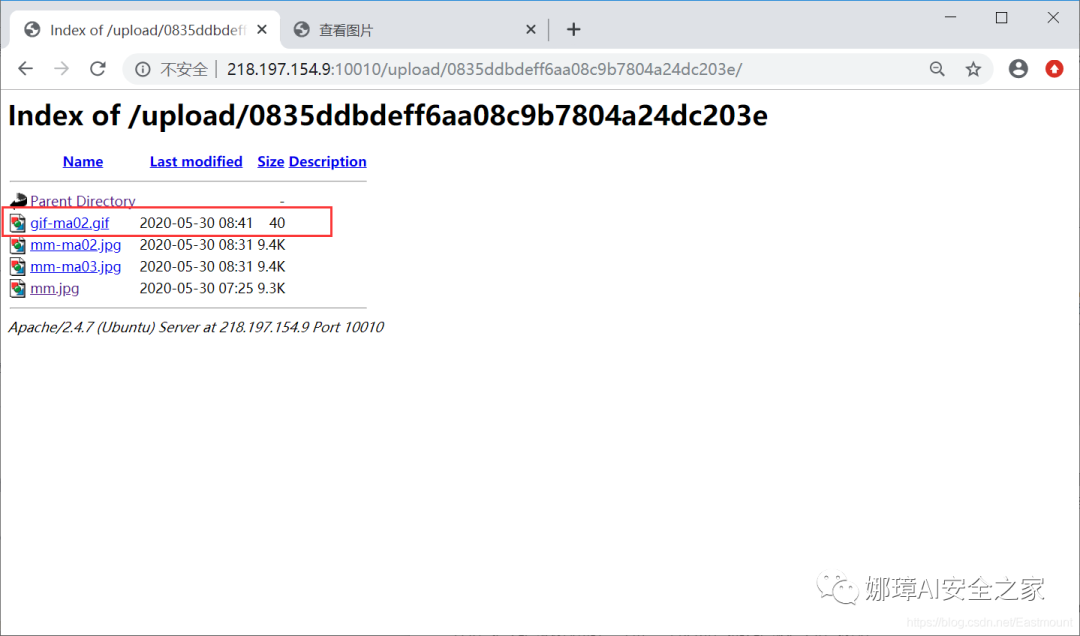 Index of /upload/0835ddbdeff
查看图片
不安全 218.197.154.9:10010/upload/0835ddbdeff6aa08c9b7804a24dc203e/
Index of /upload/0835ddbdeff6aa08c9b7804a24dc203e
Name Last modified Size Description
Parent Directory -
gif-ma02.gif 2020-05-30 08:41 40
mm-ma02.jpg 2020-05-30 08:31 9.4K
mm-ma03.jpg 2020-05-30 08:31 9.4K
mm.jpg 2020-05-30 07:25 9.3K
Apache/2.4.7 (Ubuntu) Server at 218.197.154.9 Port 10010
娜璋AI安全之家
https://blog.csdn.net/Eastmount